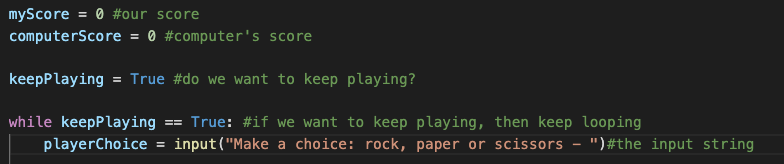 myScore = 0 #our score
computerScore = 0 #computer's score
keepPlaying = True #do we want to keep playing?
while keepPlaying == True: #if we want to keep playing, then keep looping
playerChoice = input("Make a choice: rock, paper or scissors - ")#the input string